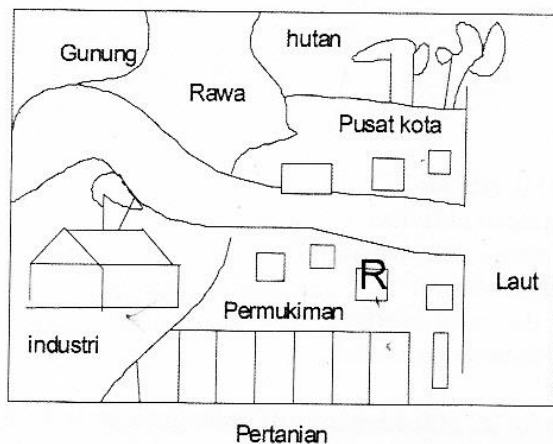 Gunung
hutan
Rawa
Pusat kota
R
Laut
Permukiman
industri
Pertanian